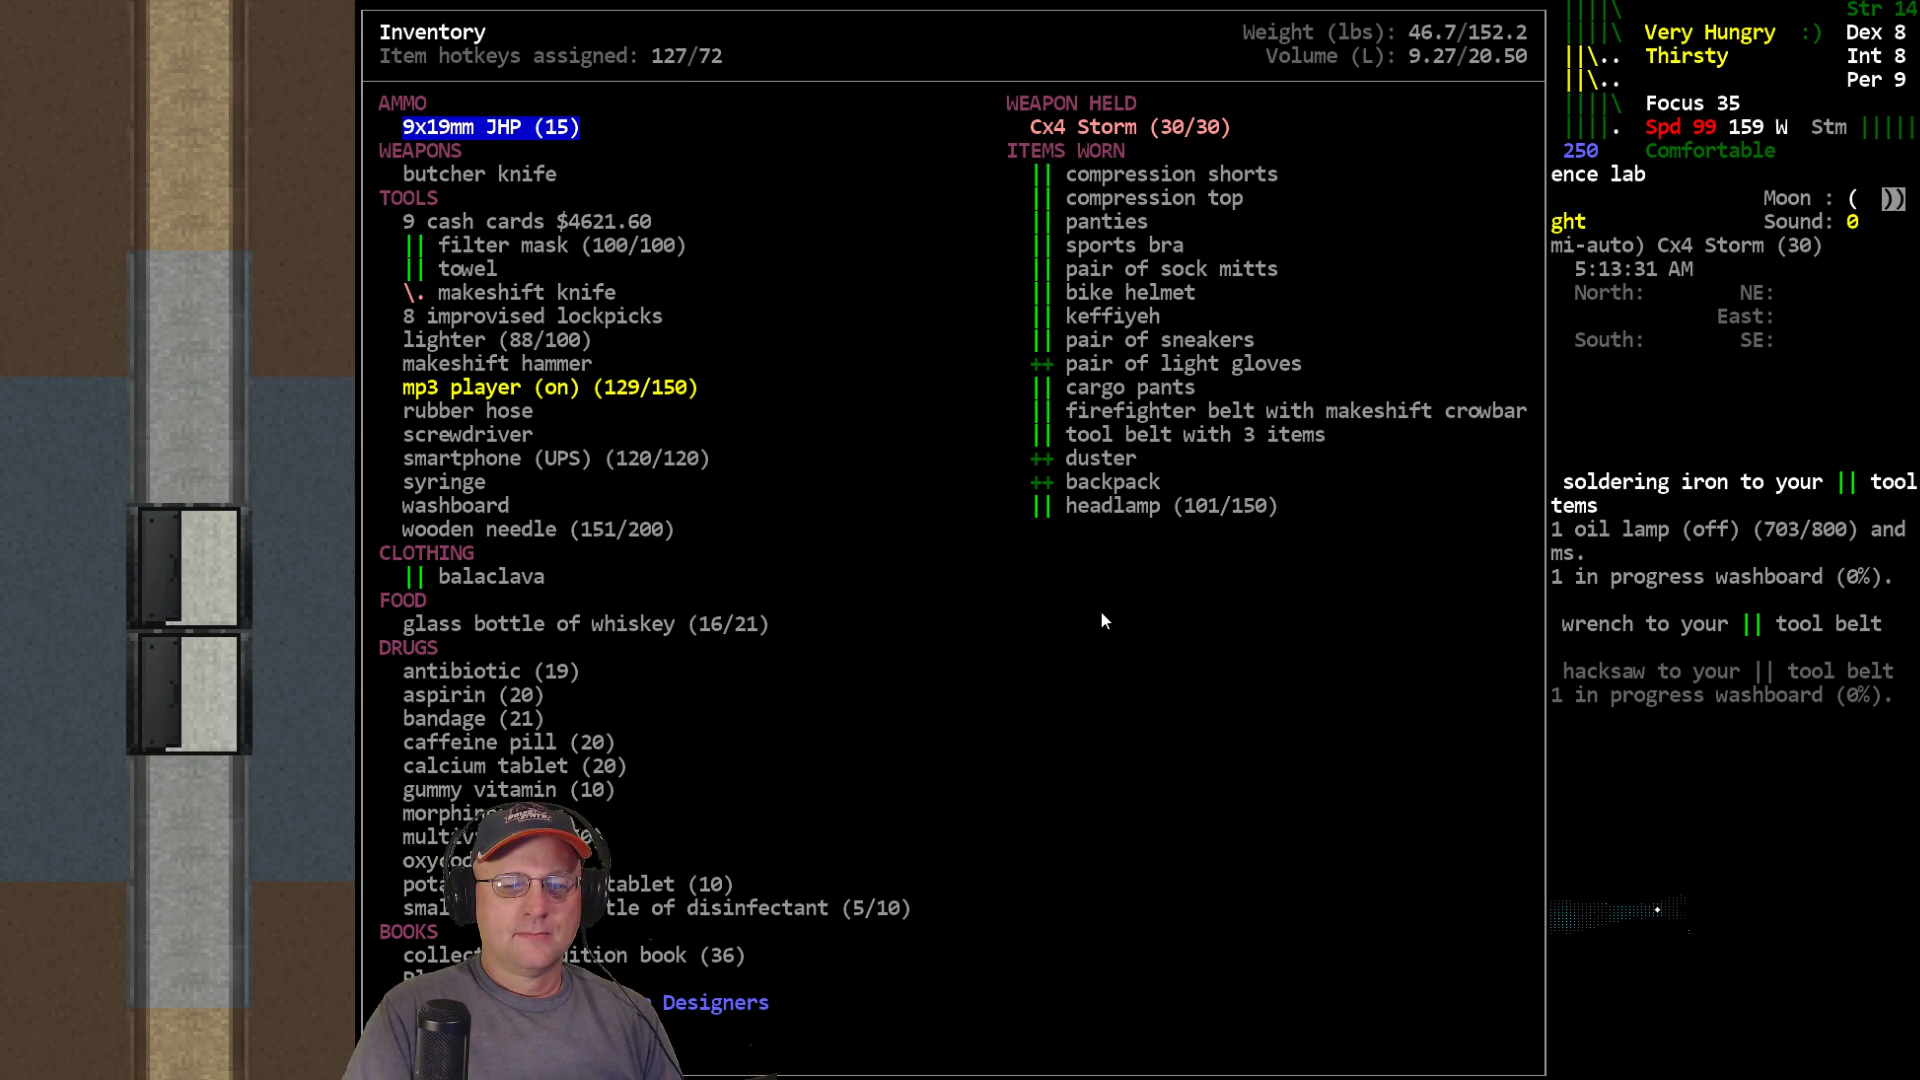 Inventory
Item hotkeys assigned: 127/72
Weight (lbs): 46.7/152.2
Volume (L): 9.27/20.50
AMMO
9x19mm JHP (15)
WEAPONS
butcher knife
TOOLS
9 cash cards $4621.60
|| filter mask (100/100)
|| towel
\. makeshift knife
8 improvised lockpicks
lighter (88/100)
makeshift hammer
mp3 player (on) (129/150)
rubber hose
screwdriver
smartphone (UPS) (120/120)
syringe
washboard
wooden needle (151/200)
CLOTHING
|| balaclava
FOOD
glass bottle of whiskey (16/21)
DRUGS
antibiotic (19)
aspirin (20)
bandage (21)
caffeine pill (20)
calcium tablet (20)
gummy vitamin (10)
tablet (10)
of disinfectant (5/10)
BOOKS
book (36)
Designers
WEAPON HELD
Cx4 Storm (30/30)
ITEMS WORN
|| compression shorts
|| compression top
|| panties
|| sports bra
|| pair of sock mitts
|| bike helmet
|| keffiyeh
|| pair of sneakers
++ pair of light gloves
|| cargo pants
|| firefighter belt with makeshift crowbar
|| tool belt with 3 items
++ duster
++ backpack
|| headlamp (101/150)
||||\ Str 14
||||\ Very Hungry :) Dex 8
||\.. Thirsty Int 8
||\.. Per 9
||||\ Focus 35
||||. Spd 99 159 W Stm |||||
250 Comfortable
ence lab
Moon : ( ))
ght Sound: 0
mi-auto) Cx4 Storm (30)
5:13:31 AM
North: NE:
East:
South: SE:
soldering iron to your || tool
tems
1 oil lamp (off) (703/800) and
ms.
1 in progress washboard (0%).
wrench to your || tool belt
hacksaw to your || tool belt
1 in progress washboard (0%).